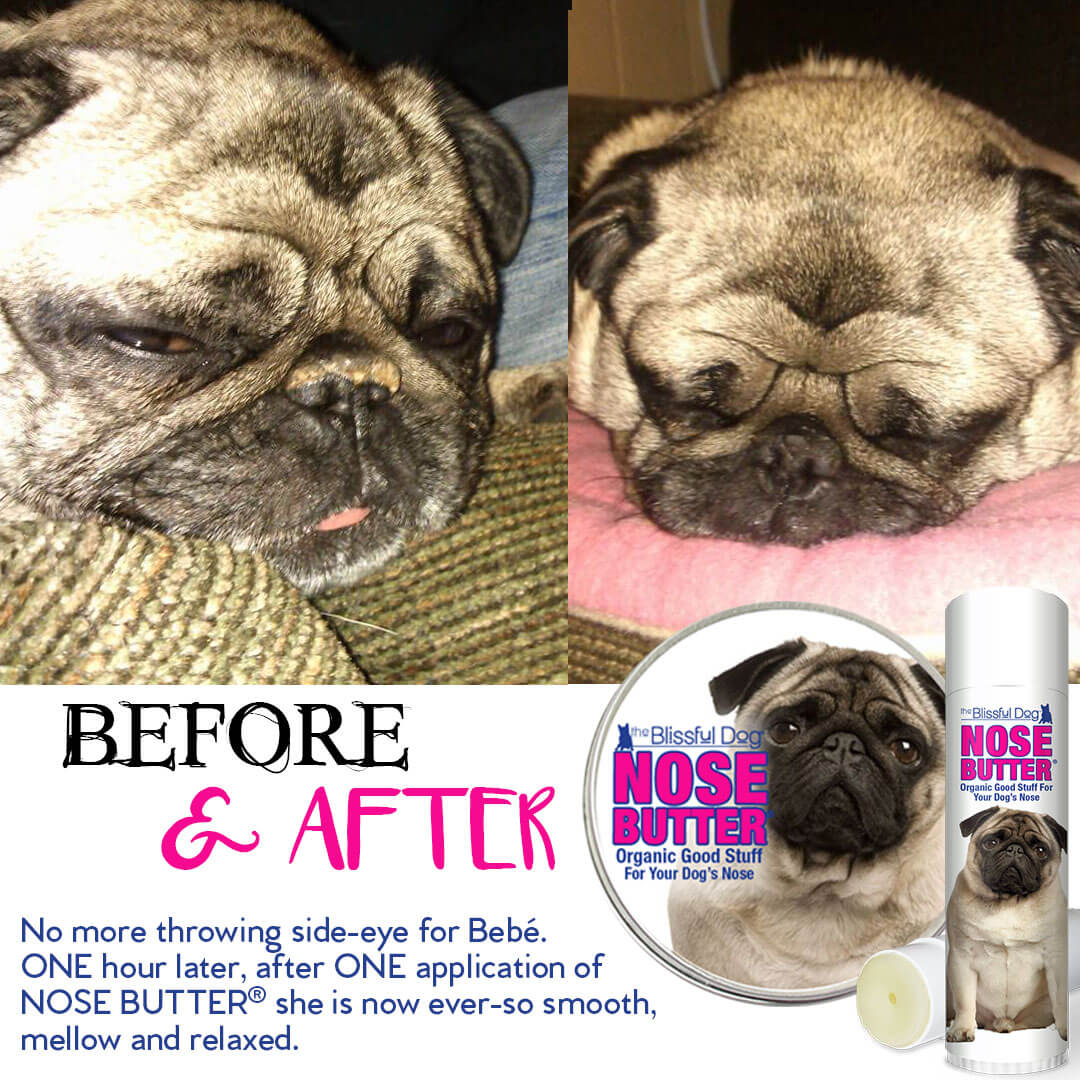 BEFORE
& AFTER
No more throwing side-eye for Bebé.
ONE hour later, after ONE application of
NOSE BUTTER® she is now ever-so smooth,
mellow and relaxed.
the Blissful Dog
NOSE
BUTTER
Organic Good Stuff
For Your Dog's Nose
the Blissful Dog
NOSE
BUTTER®
Organic Good Stuff For
Your Dog's Nose